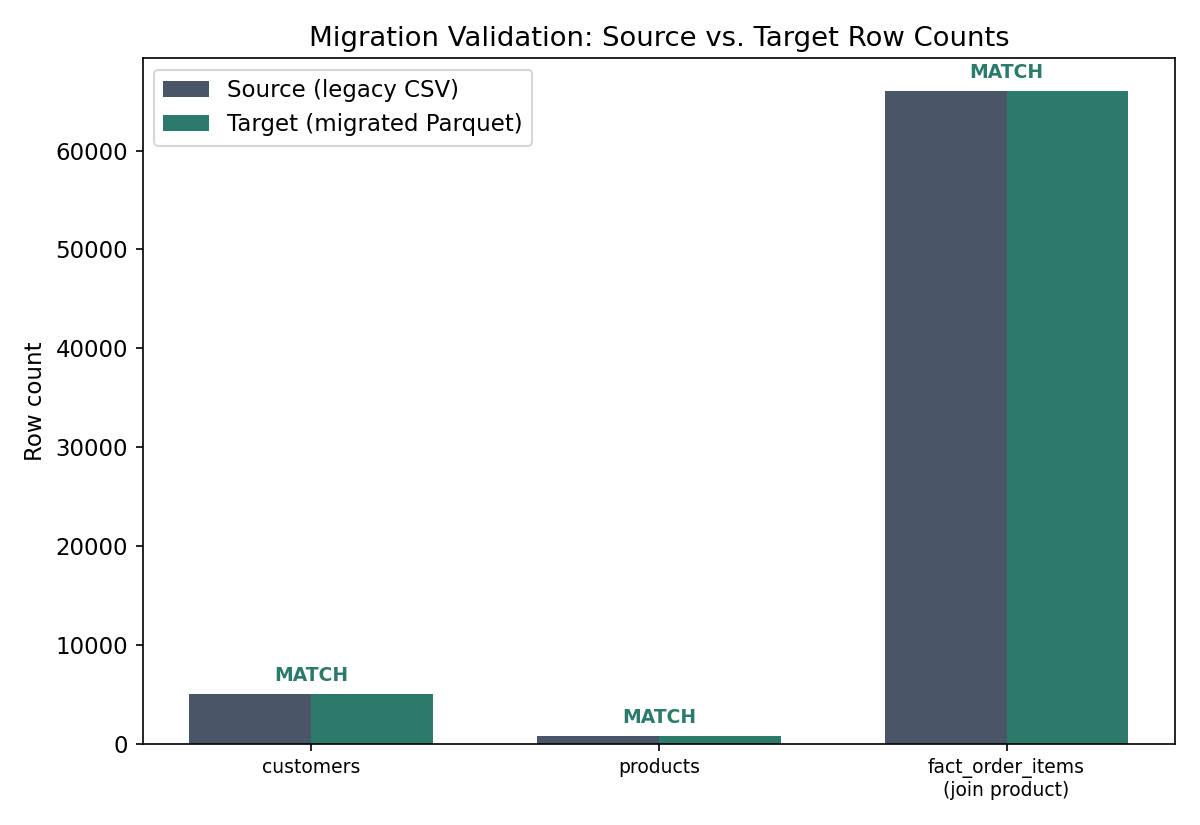 Migration Validation: Source vs. Target Row Counts
Source (legacy CSV)
Target (migrated Parquet)
MATCH
MATCH
MATCH
Row count
60000
50000
40000
30000
20000
10000
0
customers
products
fact_order_items
(join product)